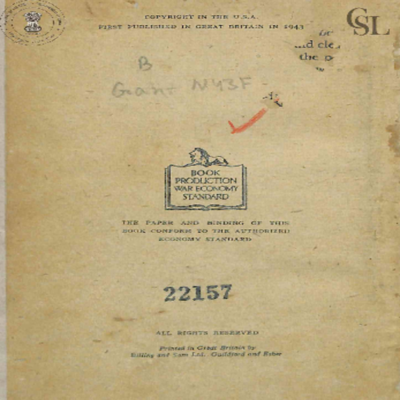 COPYRIGHT IN THE U.S.A.
FIRST PUBLISHED IN GREAT BRITAIN IN 1943
CSL
the
B
NY3F
BOOK
PRODUCTION
WAR ECONOMY
STANDARD
THE PAPER AND BINDING OF THIS
BOOK CONFORM TO THE AUTHORIZED
ECONOMY STANDARD
22157
ALL RIGHTS RESERVED
Printed in Great Britain by
Billing and Sons Ltd., Guildford and Esher